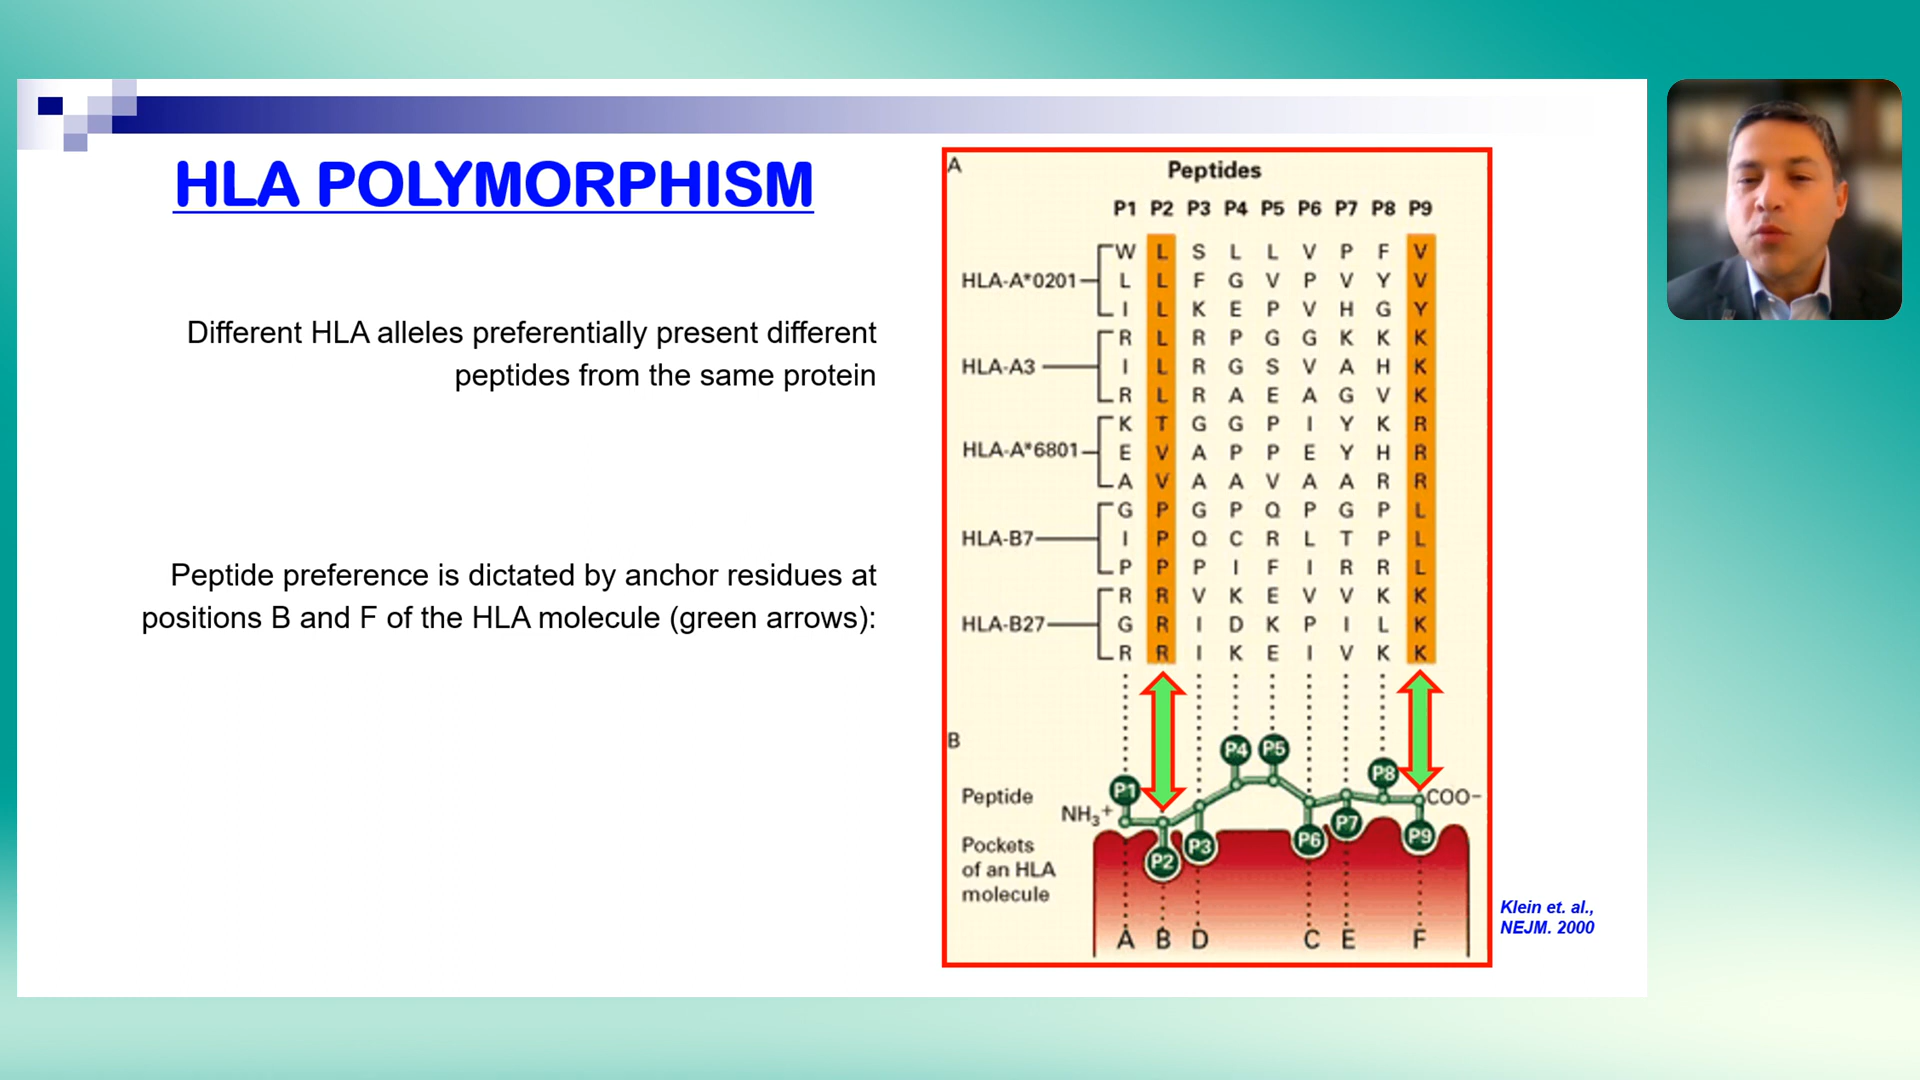 HLA POLYMORPHISM
Different HLA alleles preferentially present different
peptides from the same protein
Peptide preference is dictated by anchor residues at
positions B and F of the HLA molecule (green arrows):
A
Peptides
P1 P2 P3 P4 P5 P6 P7 P8 P9
W L S L L V P F V
HLA-A*0201 L L F G V P V Y V
I L K E P V H G Y
R L R P G G K K K
HLA-A3 I L R G S V A H K
R L R A E A G V K
K T G G P I Y K R
HLA-A*6801 E V A P P E Y H R
A V A A V A A R R
G P G P Q P G P L
HLA-B7 I P Q C R L T P L
P P P I F I R R L
R R V K E V V K K
HLA-B27 G R I D K P I L K
R R I K E I V K K
B
P4 P5
P8
P1
Peptide
NH3+
COO-
P2 P3 P6 P7 P9
Pockets
of an HLA
molecule
A B D C E F
Klein et. al.,
NEJM. 2000